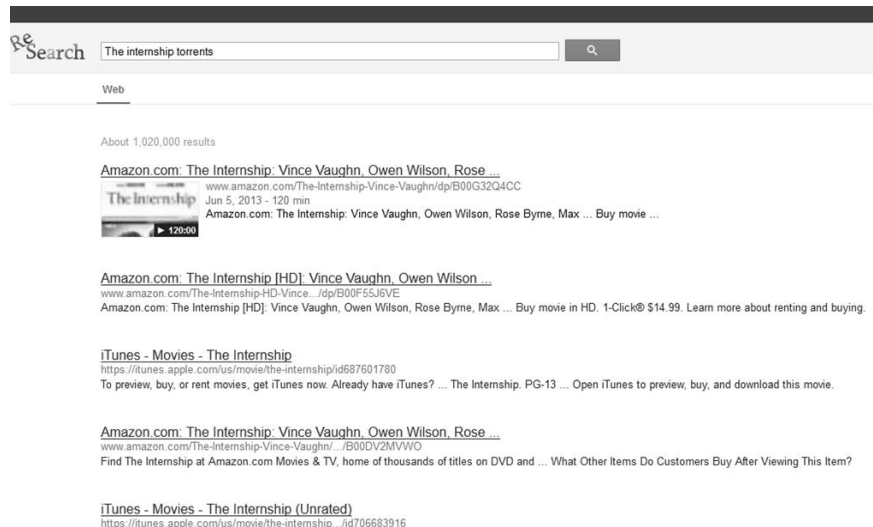 ReSearch
The internship torrents
Web
About 1,020,000 results
Amazon.com: The Internship: Vince Vaughn, Owen Wilson, Rose ...
www.amazon.com/The-Internship-Vince-Vaughn/dp/B00G32Q4CC
The Internship
Jun 5, 2013 - 120 min
Amazon.com: The Internship: Vince Vaughn, Owen Wilson, Rose Byrne, Max ... Buy movie ...
120:00
Amazon.com: The Internship [HD]: Vince Vaughn, Owen Wilson ...
www.amazon.com/The-Internship-HD-Vince.../dp/B00F55J6VE
Amazon.com: The Internship [HD]: Vince Vaughn, Owen Wilson, Rose Byrne, Max ... Buy movie in HD. 1-Click® $14.99. Learn more about renting and buying.
iTunes - Movies - The Internship
https://itunes.apple.com/us/movie/the-internship/id687601780
To preview, buy, or rent movies, get iTunes now. Already have iTunes? ... The Internship. PG-13 ... Open iTunes to preview, buy, and download this movie.
Amazon.com: The Internship: Vince Vaughn, Owen Wilson, Rose ...
www.amazon.com/The-Internship-Vince-Vaughn/.../B00DV2MVWO
Find The Internship at Amazon.com Movies & TV, home of thousands of titles on DVD and ... What Other Items Do Customers Buy After Viewing This Item?
iTunes - Movies - The Internship (Unrated)
https://itunes.apple.com/us/movie/the-internship.../id706683916